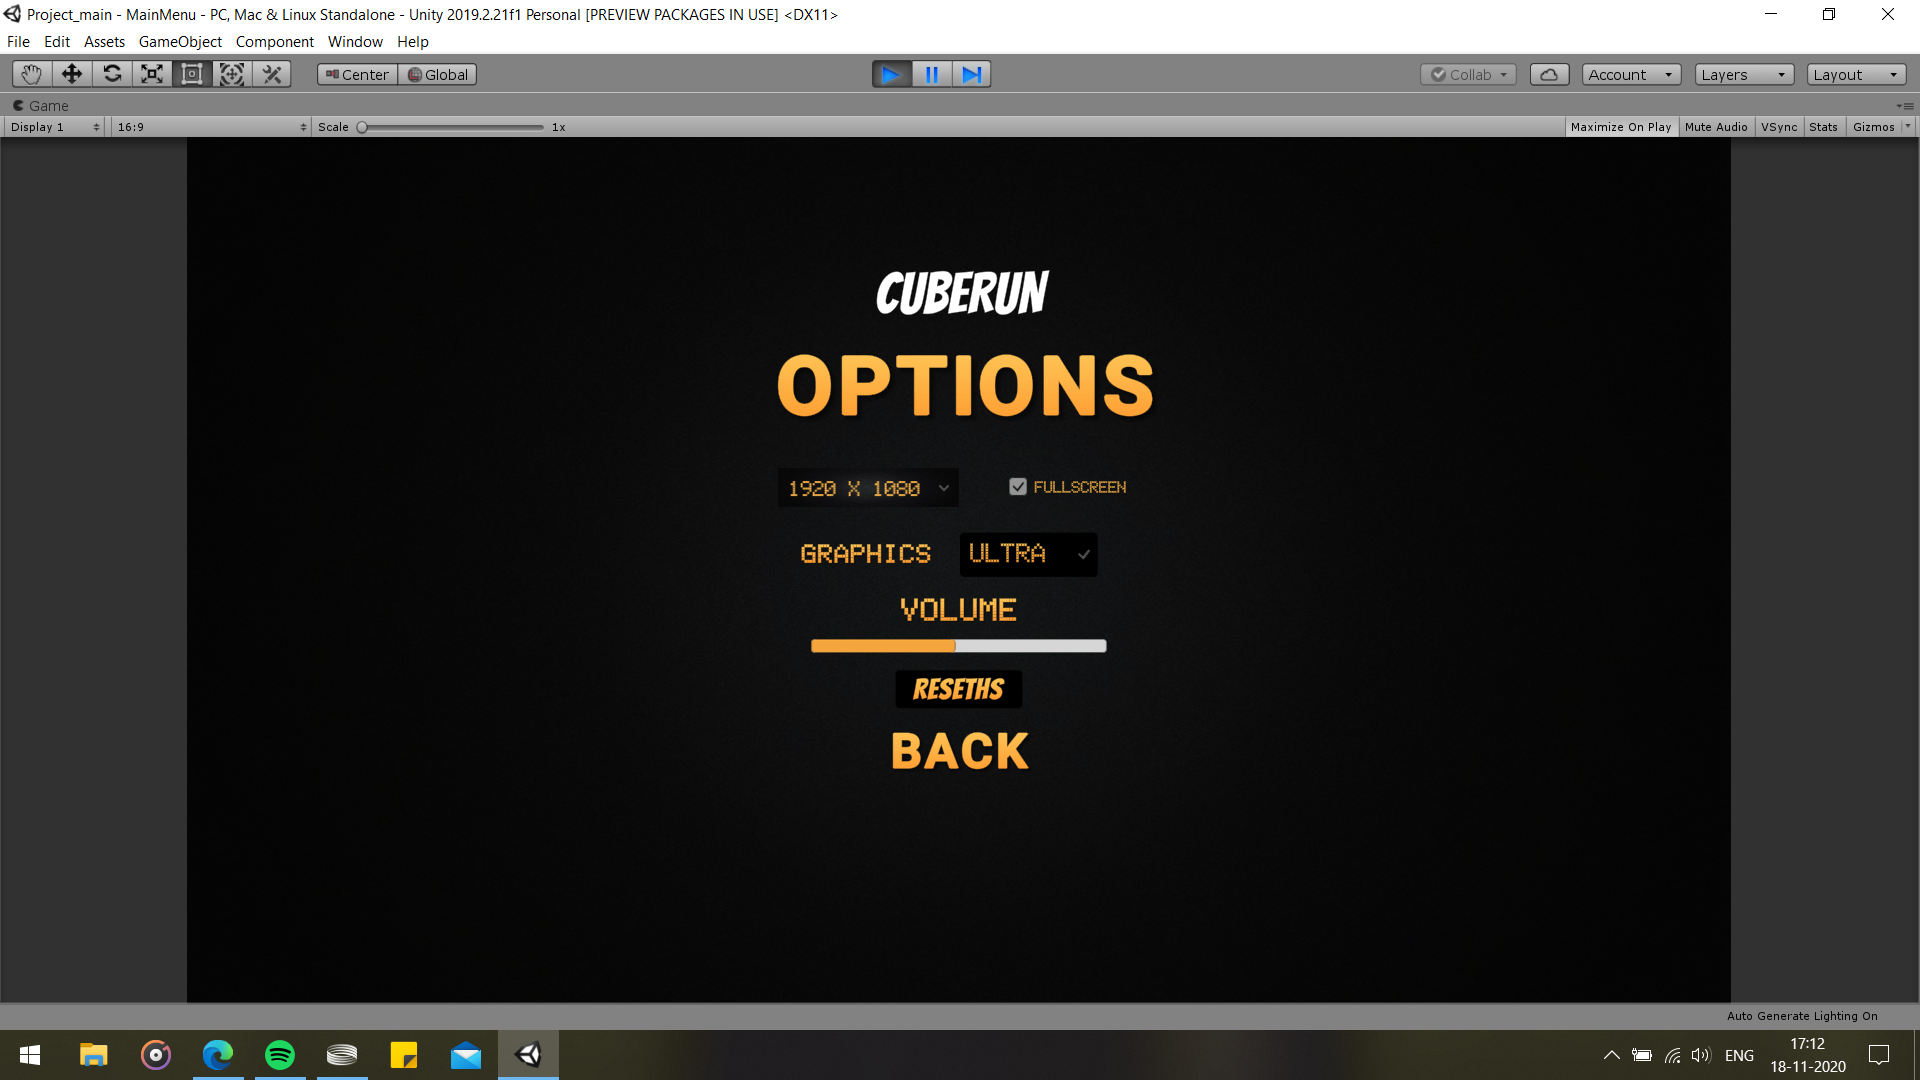 Project_main - MainMenu - PC, Mac & Linux Standalone - Unity 2019.2.21f1 Personal [PREVIEW PACKAGES IN USE] <DX11>
File Edit Assets GameObject Component Window Help
Center Global Collab Account Layers Layout
Game
Display 1 16:9 Scale 1x Maximize On Play Mute Audio VSync Stats Gizmos
CUBERUN
OPTIONS
1920 X 1080 FULLSCREEN
GRAPHICS ULTRA
VOLUME
RESETHS
BACK
Auto Generate Lighting On
ENG 17:12
18-11-2020